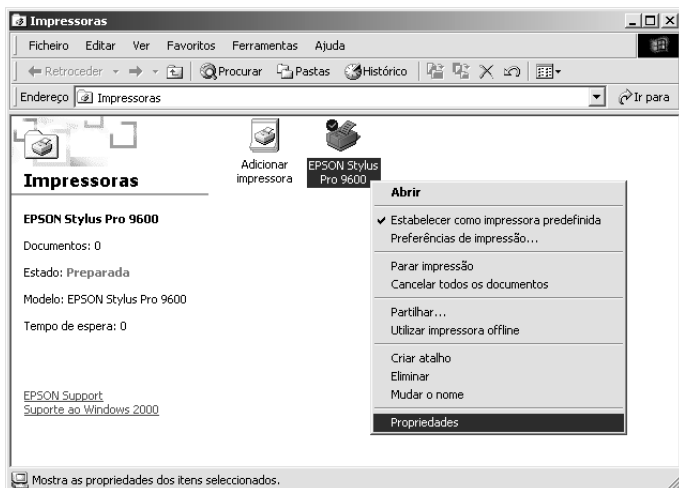 Impressoras
Ficheiro Editar Ver Favoritos Ferramentas Ajuda
Retroceder Procurar Pastas Histórico
Endereço Impressoras Ir para
Impressoras
EPSON Stylus Pro 9600
Documentos: 0
Estado: Preparada
Modelo: EPSON Stylus Pro 9600
Tempo de espera: 0
EPSON Support
Suporte ao Windows 2000
Adicionar
impressora
EPSON Stylus
Pro 9600
Abrir
Estabelecer como impressora predefinida
Preferências de impressão...
Parar impressão
Cancelar todos os documentos
Partilhar...
Utilizar impressora offline
Criar atalho
Eliminar
Mudar o nome
Propriedades
Mostra as propriedades dos itens seleccionados.